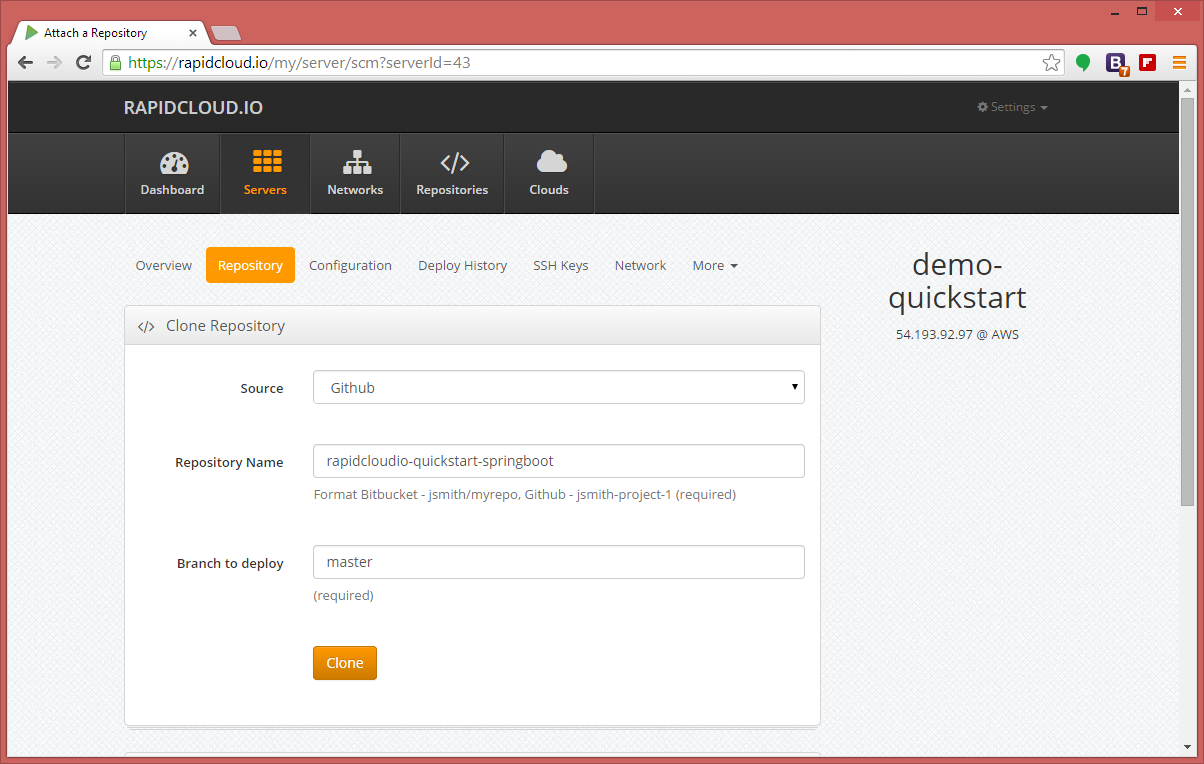 Attach a Repository
https://rapidcloud.io/my/server/scm?serverId=43
B 7
RAPIDCLOUD.IO
Settings
Dashboard Servers Networks Repositories Clouds
Overview Repository Configuration Deploy History SSH Keys Network More
demo-
quickstart
54.193.92.97 @ AWS
</> Clone Repository
Source Github
Repository Name rapidcloudio-quickstart-springboot
Format Bitbucket - jsmith/myrepo, Github - jsmith-project-1 (required)
Branch to deploy master
(required)
Clone